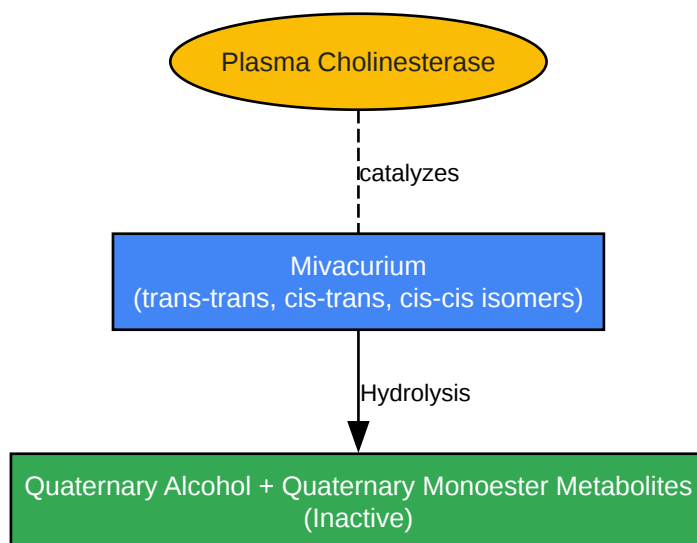 Plasma Cholinesterase
catalyzes
Mivacurium
(trans-trans, cis-trans, cis-cis isomers)
Hydrolysis
Quaternary Alcohol + Quaternary Monoester Metabolites
(Inactive)